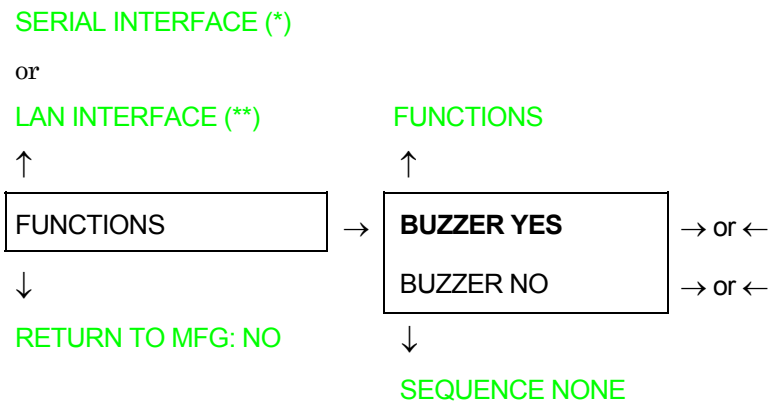 SERIAL INTERFACE (*)
or
LAN INTERFACE (**) FUNCTIONS
↑ ↑
FUNCTIONS → BUZZER YES → or ←
BUZZER NO → or ←
↓
RETURN TO MFG: NO ↓
SEQUENCE NONE